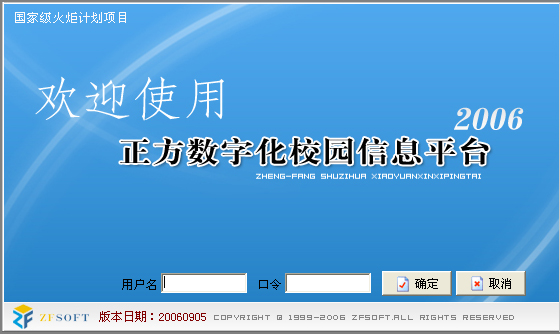 国家级火炬计划项目
欢迎使用
2006
正方数字化校园信息平台
ZHENG-FANG SHUZIHUA XIAOYUANXINXIPINGTAI
用户名 口令 确定 取消
ZFSOFT 版本日期：20060905 COPYRIGHT @ 1999-2006 ZFSOFT.ALL RIGHTS RESERVED